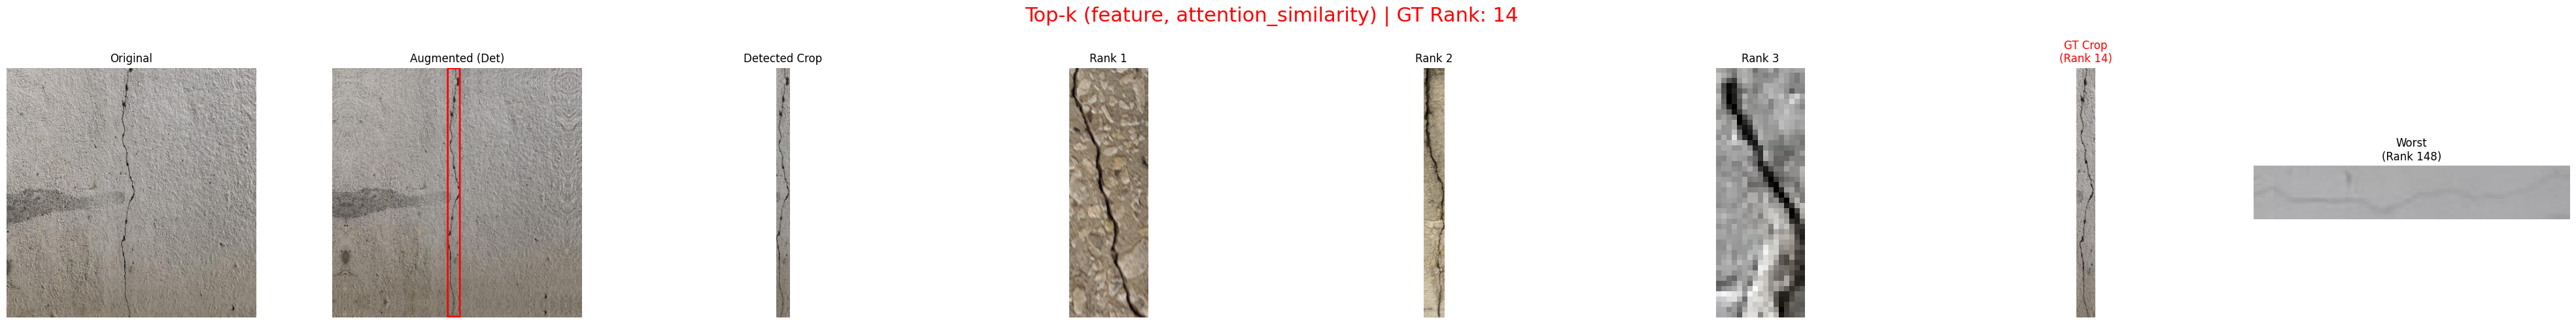 Top-k (feature, attention_similarity) | GT Rank: 14
Original
Augmented (Det)
Detected Crop
Rank 1
Rank 2
Rank 3
GT Crop
(Rank 14)
Worst
(Rank 148)